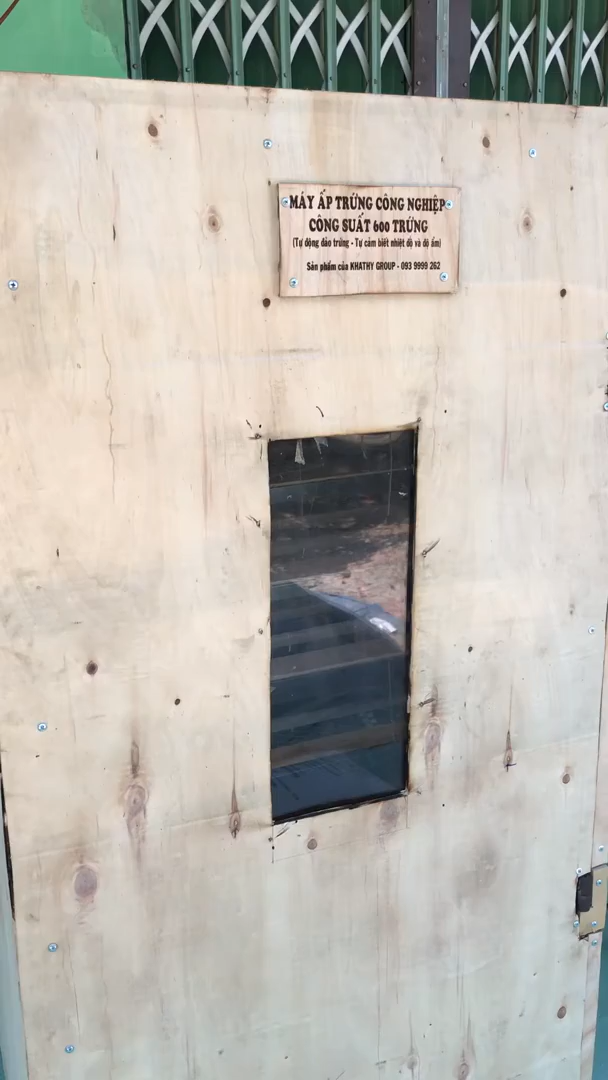 MÁY ẤP TRỨNG CÔNG NGHIỆP
CÔNG SUẤT 600 TRỨNG
(Tự động đảo trứng - Tự cảm biết nhiệt độ và độ ẩm)
Sản phẩm của KHATHY GROUP - 093 9999 262